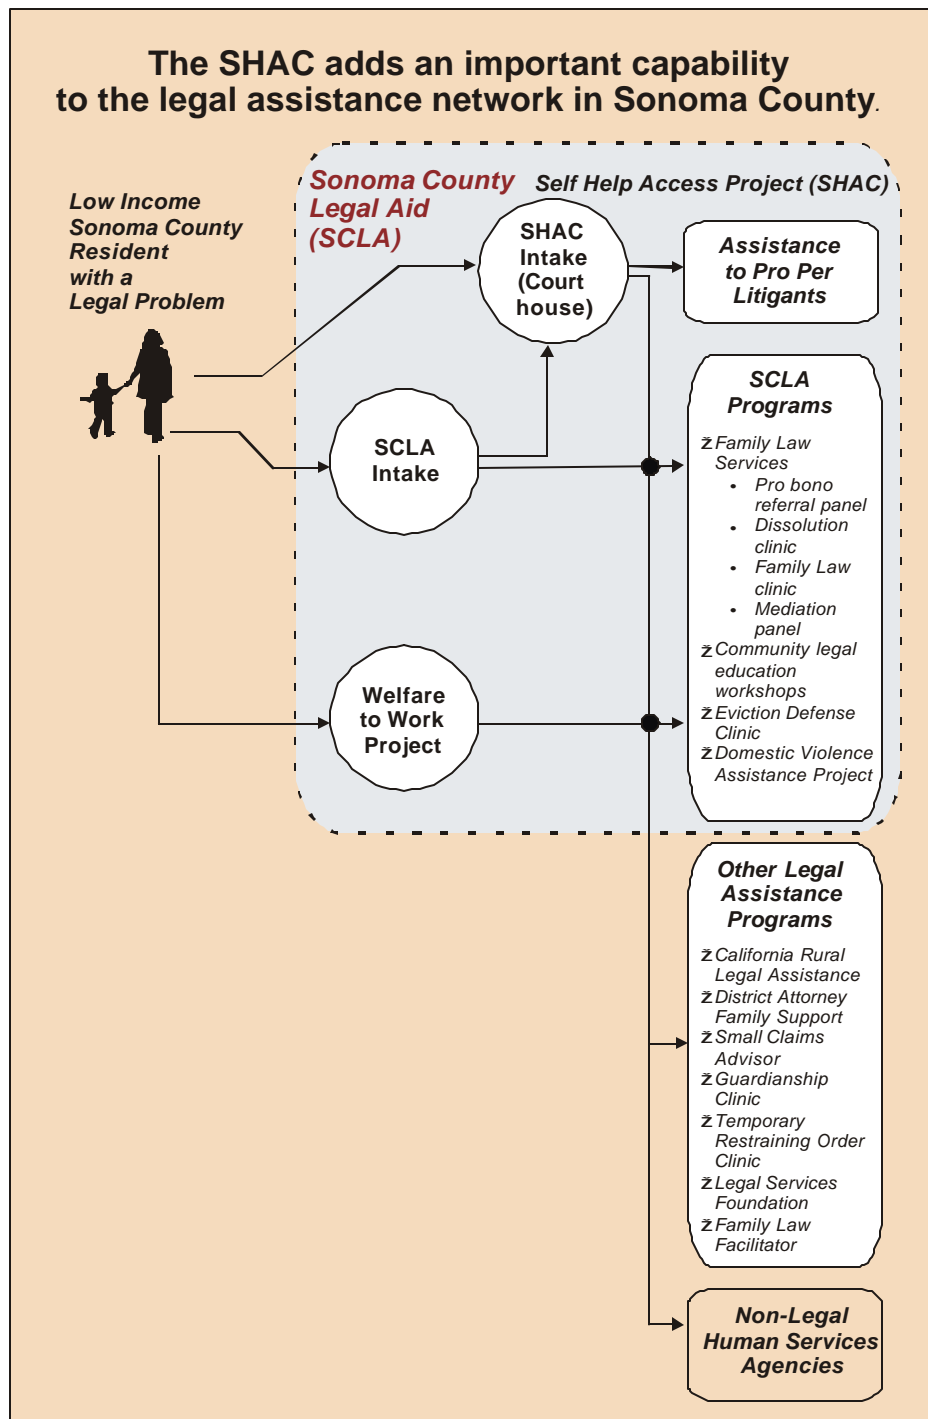 The SHAC adds an important capability
to the legal assistance network in Sonoma County.
Low Income
Sonoma County
Resident
with a
Legal Problem
Sonoma County
Legal Aid
(SCLA)
Self Help Access Project (SHAC)
SHAC
Intake
(Court
house)
Assistance
to Pro Per
Litigants
SCLA
Intake
SCLA
Programs
ž Family Law
Services
• Pro bono
referral panel
• Dissolution
clinic
• Family Law
clinic
• Mediation
panel
ž Community legal
education
workshops
ž Eviction Defense
Clinic
ž Domestic Violence
Assistance Project
Welfare
to Work
Project
Other Legal
Assistance
Programs
ž California Rural
Legal Assistance
ž District Attorney
Family Support
ž Small Claims
Advisor
ž Guardianship
Clinic
ž Temporary
Restraining Order
Clinic
ž Legal Services
Foundation
ž Family Law
Facilitator
Non-Legal
Human Services
Agencies